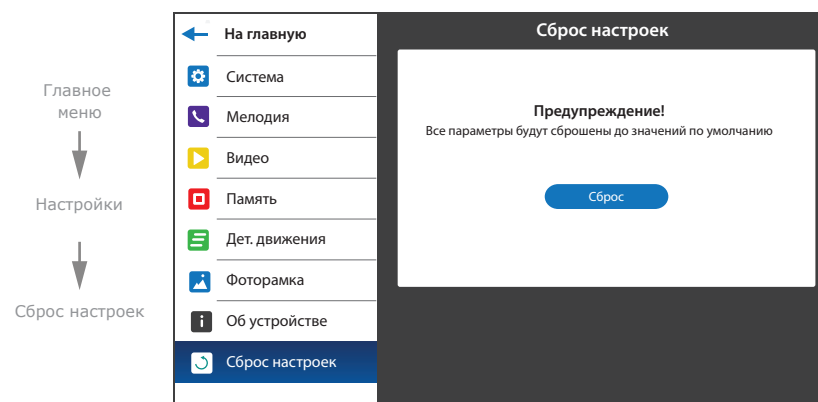 Главное
меню
Настройки
Сброс настроек
На главную
Система
Мелодия
Видео
Память
Дет. движения
Фоторамка
Об устройстве
Сброс настроек
Сброс настроек
Предупреждение!
Все параметры будут сброшены до значений по умолчанию
Сброс